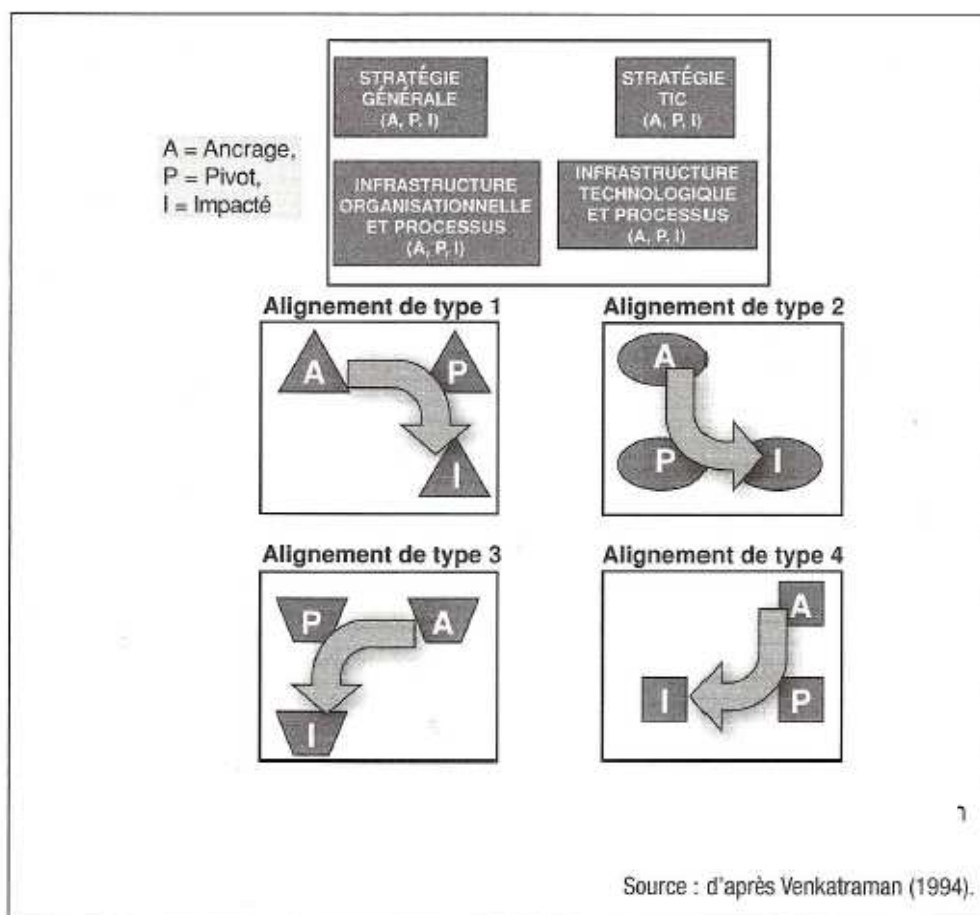 STRATÉGIE
GÉNÉRALE
(A, P, I)
STRATÉGIE
TIC
(A, P, I)
A = Ancrage,
P = Pivot,
I = Impacté
INFRASTRUCTURE
ORGANISATIONNELLE
ET PROCESSUS
(A, P, I)
INFRASTRUCTURE
TECHNOLOGIQUE
ET PROCESSUS
(A, P, I)
Alignement de type 1
A
P
I
Alignement de type 2
A
P
I
Alignement de type 3
P
A
I
Alignement de type 4
A
I
P
Source : d'après Venkatraman (1994).